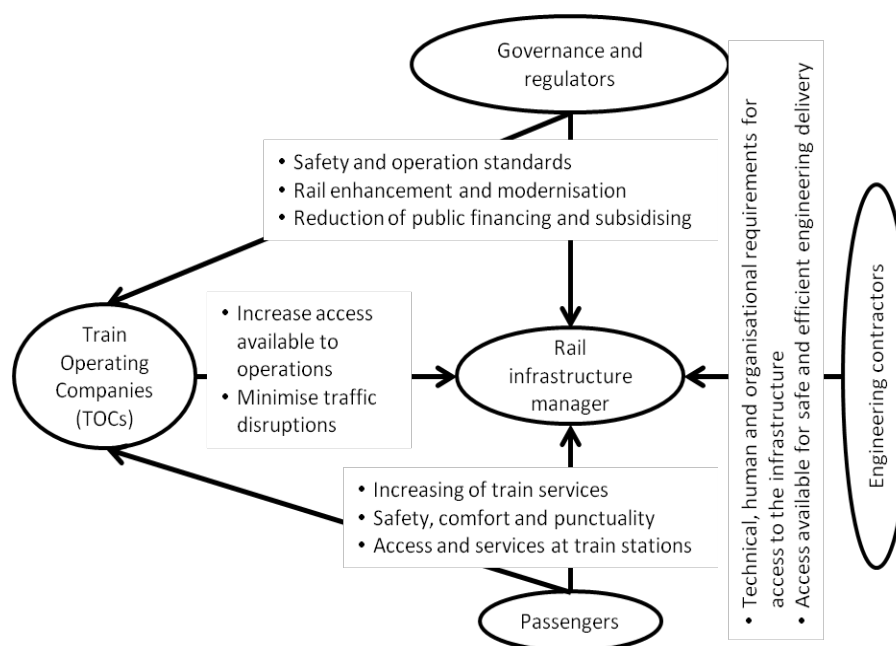 Governance and
regulators
• Safety and operation standards
• Rail enhancement and modernisation
• Reduction of public financing and subsidising
Train
Operating
Companies
(TOCs)
• Increase access
available to
operations
• Minimise traffic
disruptions
Rail
infrastructure
manager
• Technical, human and organisational requirements for
access to the infrastructure
• Access available for safe and efficient engineering delivery
Engineering contractors
• Increasing of train services
• Safety, comfort and punctuality
• Access and services at train stations
Passengers